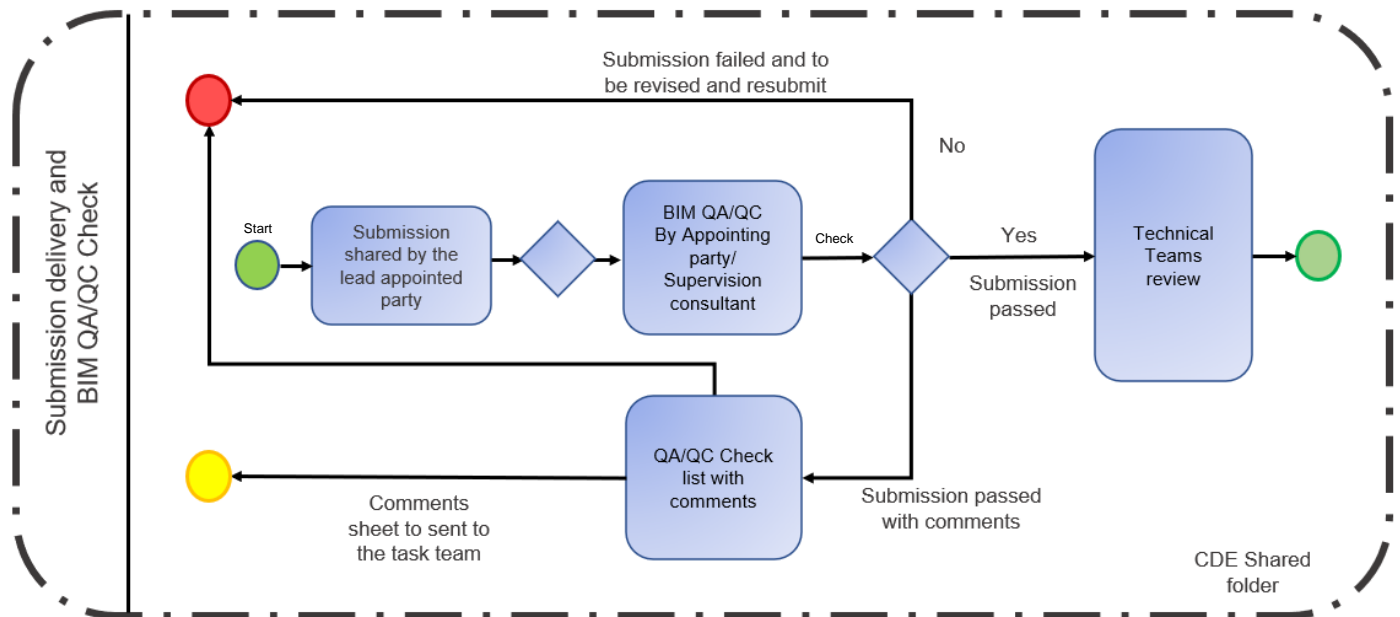 Submission delivery and
BIM QA/QC Check
Submission failed and to
be revised and resubmit
No
Start
Submission
shared by the
lead appointed
party
BIM QA/QC
By Appointing
party/
Supervision
consultant
Check
Yes
Submission
passed
Technical
Teams
review
QA/QC Check
list with
comments
Submission passed
with comments
Comments
sheet to sent to
the task team
CDE Shared
folder